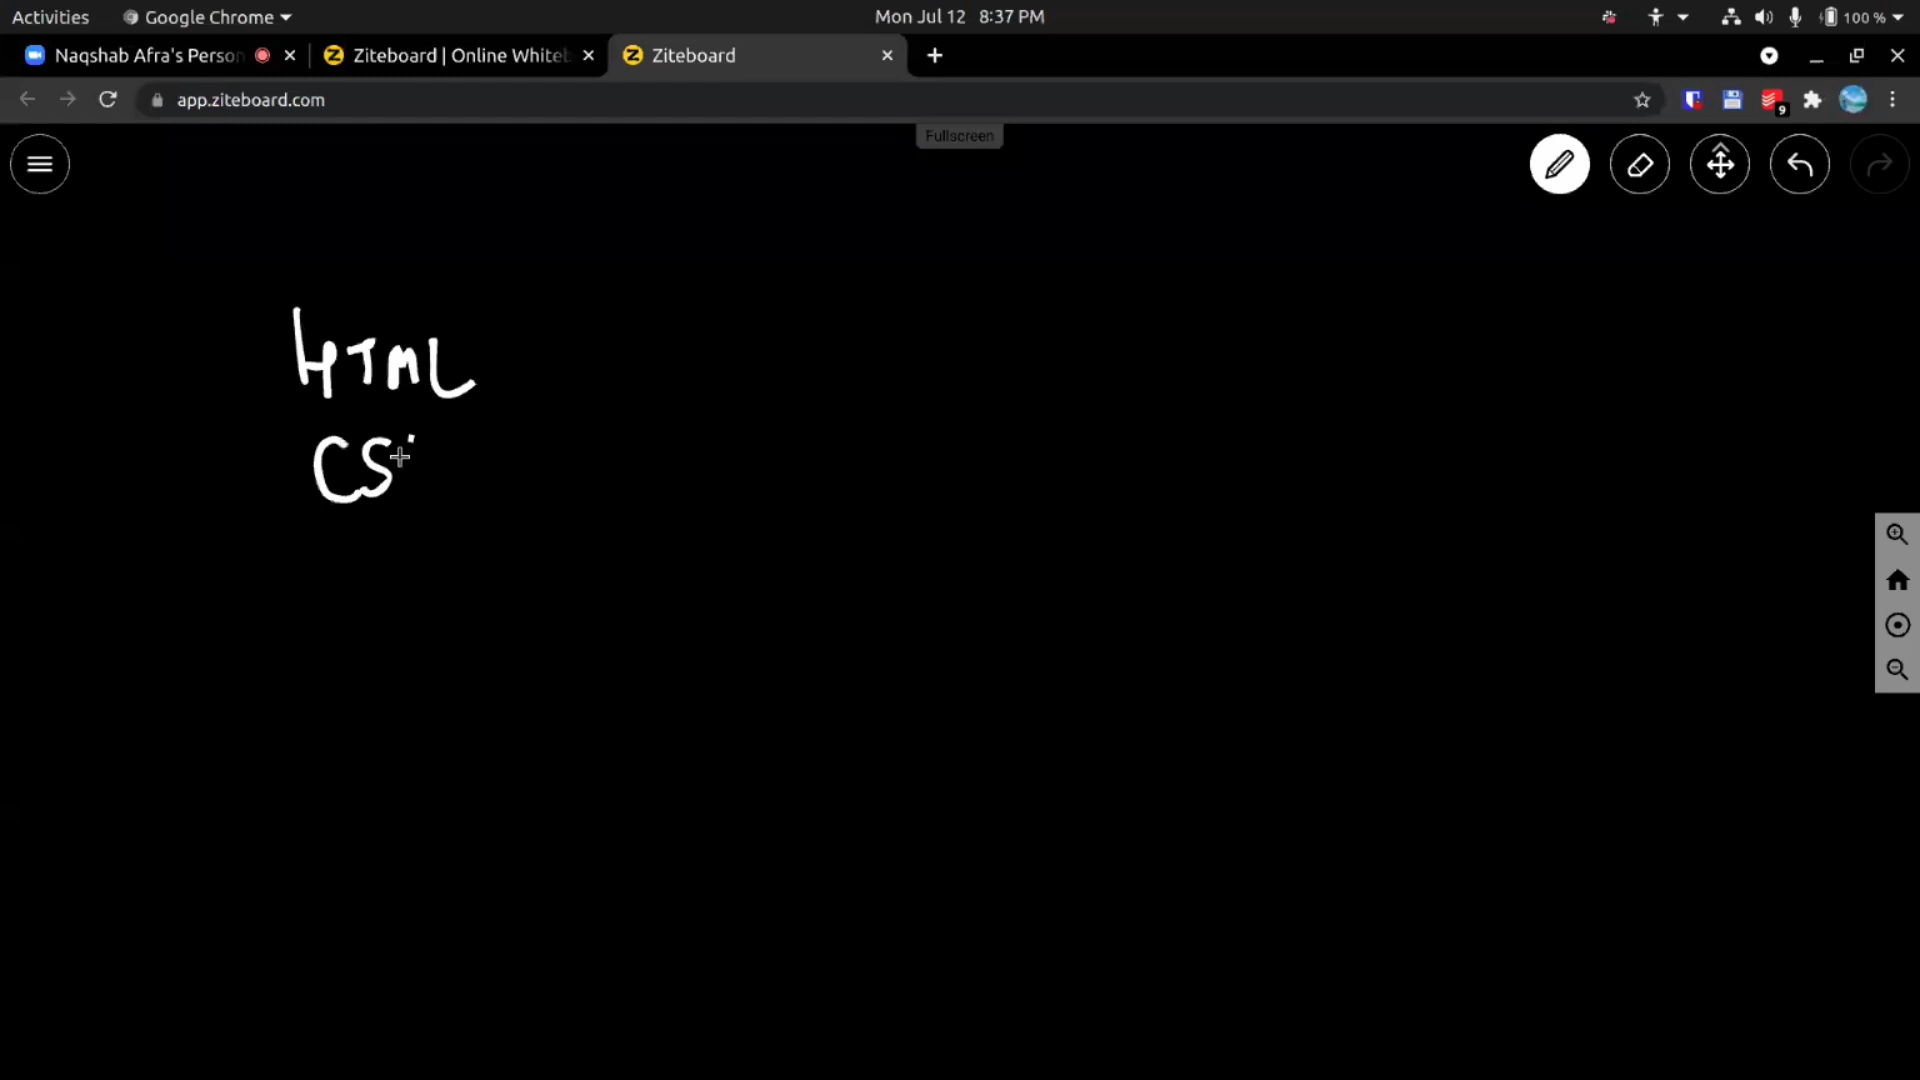 Activities Google Chrome Mon Jul 12 8:37 PM 100 %
Naqshab Afra's Person Ziteboard | Online Whiteb Ziteboard
app.ziteboard.com 9
Fullscreen
HTML
CS